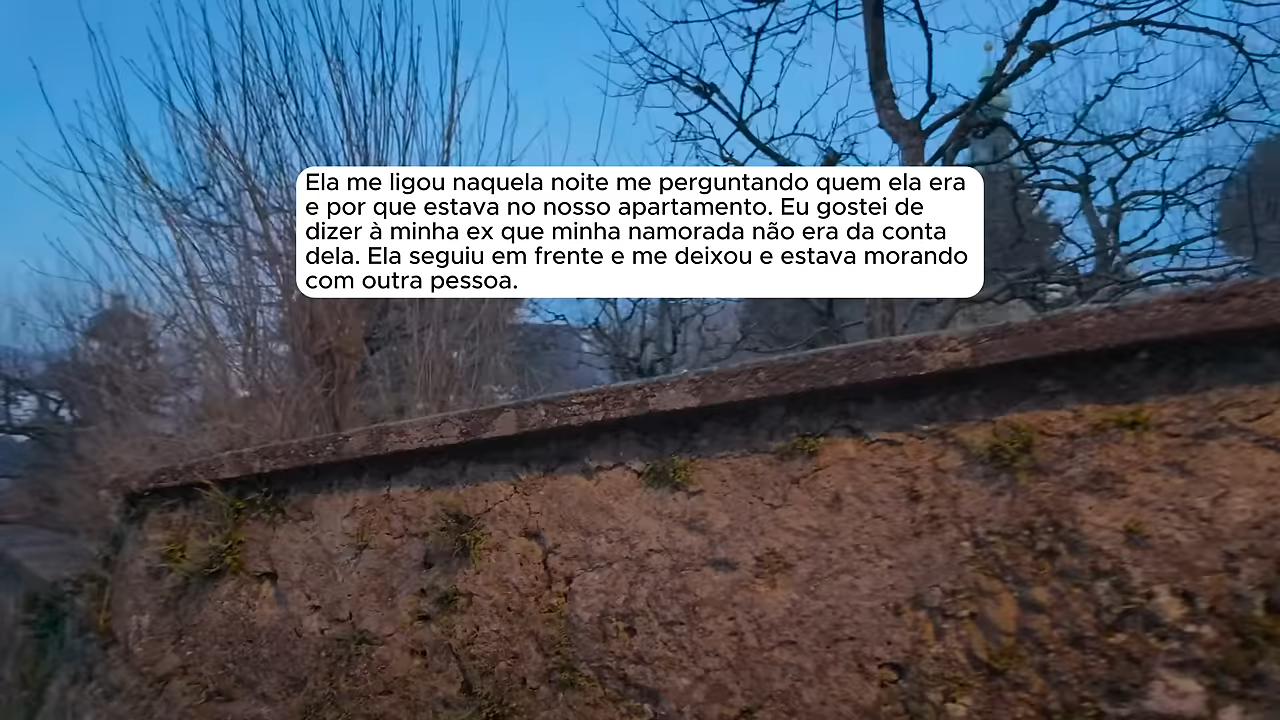 Ela me ligou naquela noite me perguntando quem ela era
e por que estava no nosso apartamento. Eu gostei de
dizer à minha ex que minha namorada não era da conta
dela. Ela seguiu em frente e me deixou e estava morando
com outra pessoa.